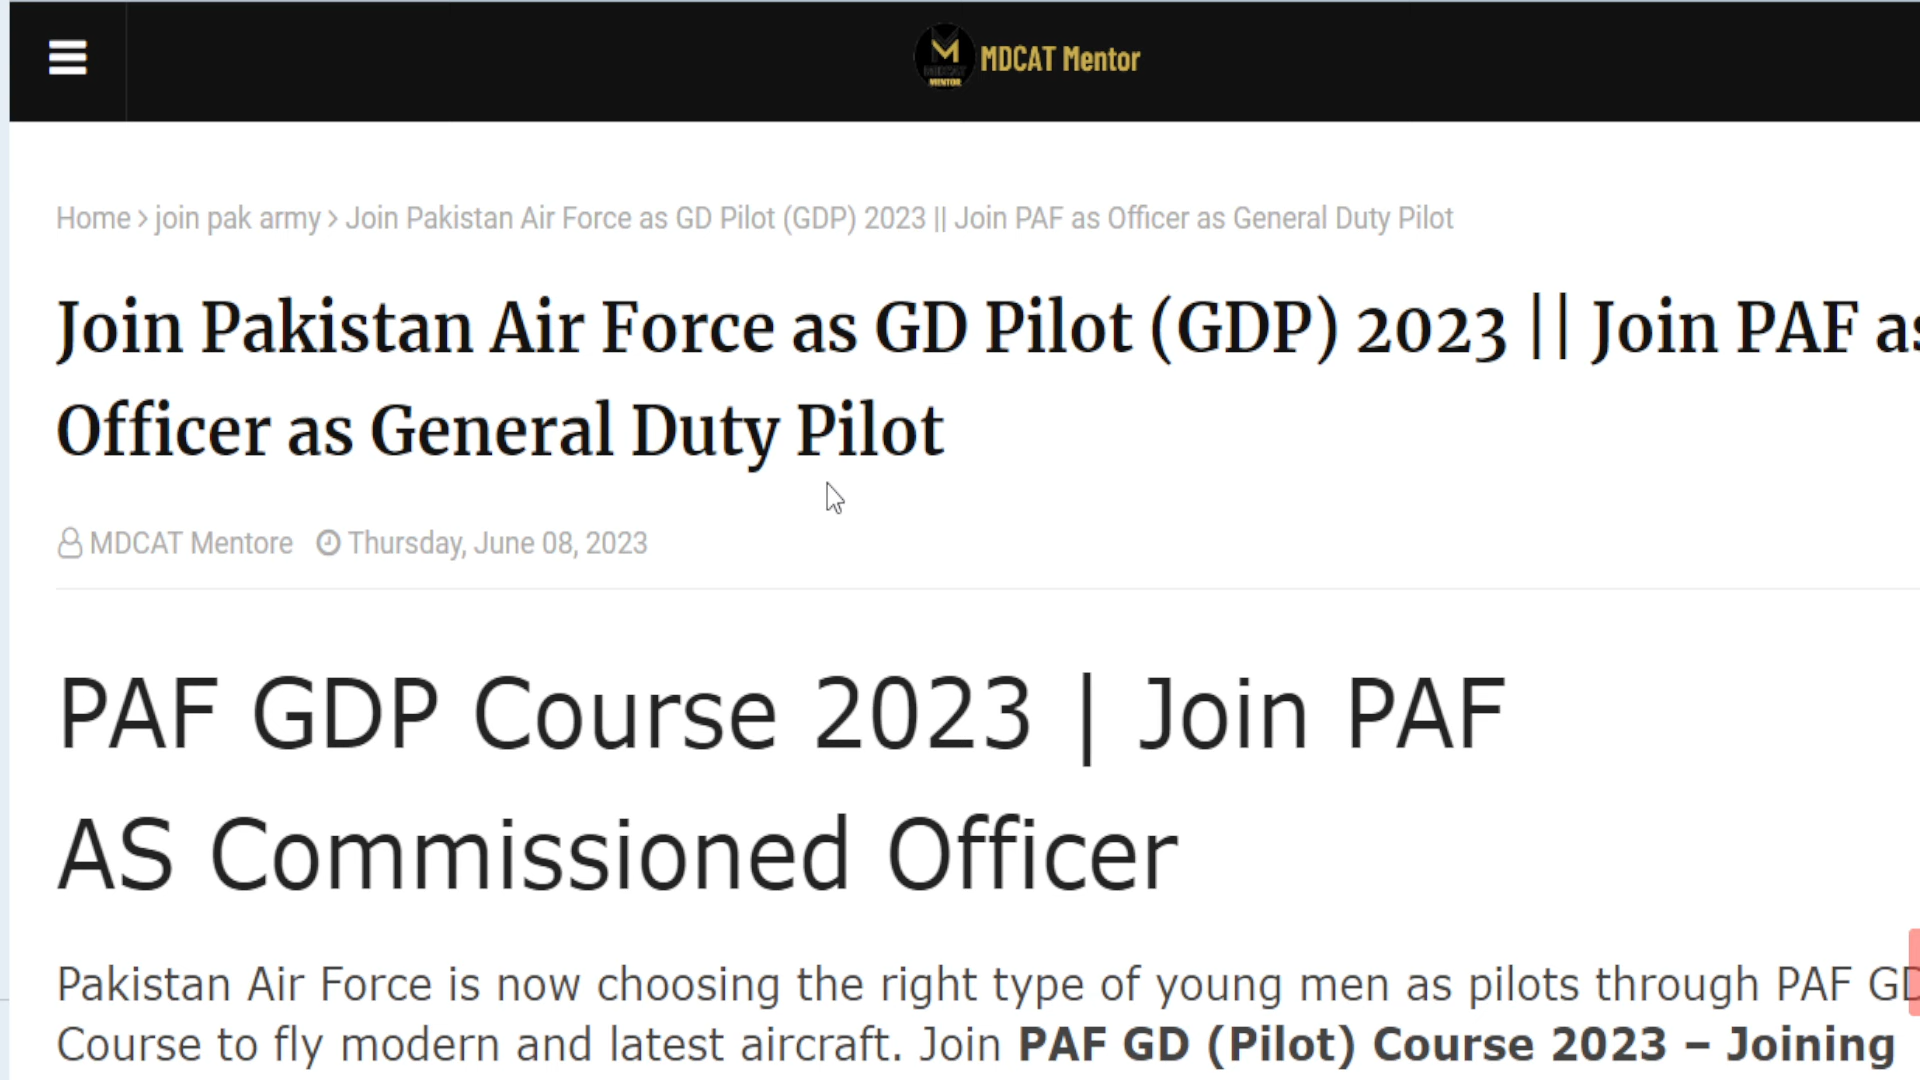 MDCAT Mentor
MENTOR
Home > join pak army > Join Pakistan Air Force as GD Pilot (GDP) 2023 || Join PAF as Officer as General Duty Pilot
Join Pakistan Air Force as GD Pilot (GDP) 2023 || Join PAF as
Officer as General Duty Pilot
MDCAT Mentore Thursday, June 08, 2023
PAF GDP Course 2023 | Join PAF
AS Commissioned Officer
Pakistan Air Force is now choosing the right type of young men as pilots through PAF GD
Course to fly modern and latest aircraft. Join PAF GD (Pilot) Course 2023 – Joining